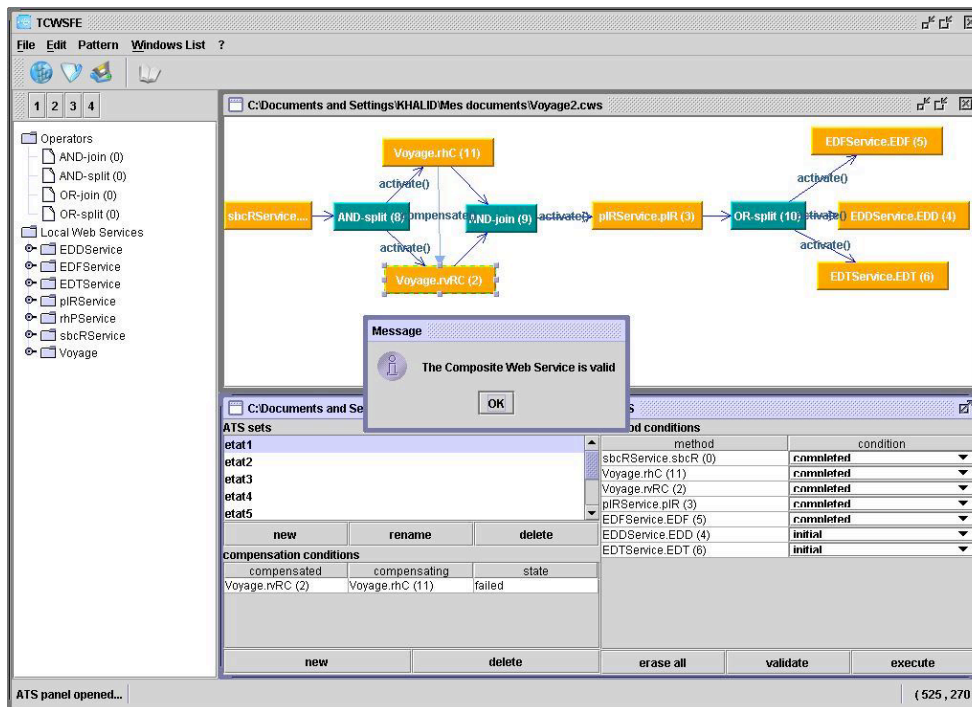 TCWSFE
File Edit Pattern Windows List ?
1 2 3 4
Operators
AND-join (0)
AND-split (0)
OR-join (0)
OR-split (0)
Local Web Services
EDDService
EDFService
EDTService
pIRService
rhPService
sbcRService
Voyage
C:\Documents and Settings\KHALID\Mes documents\Voyage2.cws
Voyage.rhC (11)
EDFService.EDF (5)
activate()
sbcRService....
AND-split (8)
ompensate
AND-join (9)
activate()
pIRService.pIR (3)
OR-split (10)
activate()
EDDService.EDD (4)
activate()
activate()
Voyage.rvRC (2)
EDTService.EDT (6)
Message
The Composite Web Service is valid
OK
C:\Documents and Se
S
ATS sets
od conditions
etat1
etat2
etat3
etat4
etat5
new rename delete
method condition
sbcRService.sbcR (0) completed
Voyage.rhC (11) completed
Voyage.rvRC (2) completed
pIRService.pIR (3) completed
EDFService.EDF (5) completed
EDDService.EDD (4) initial
EDTService.EDT (6) initial
compensation conditions
compensated compensating state
Voyage.rvRC (2) Voyage.rhC (11) failed
new delete
erase all validate execute
ATS panel opened...
( 525 , 270